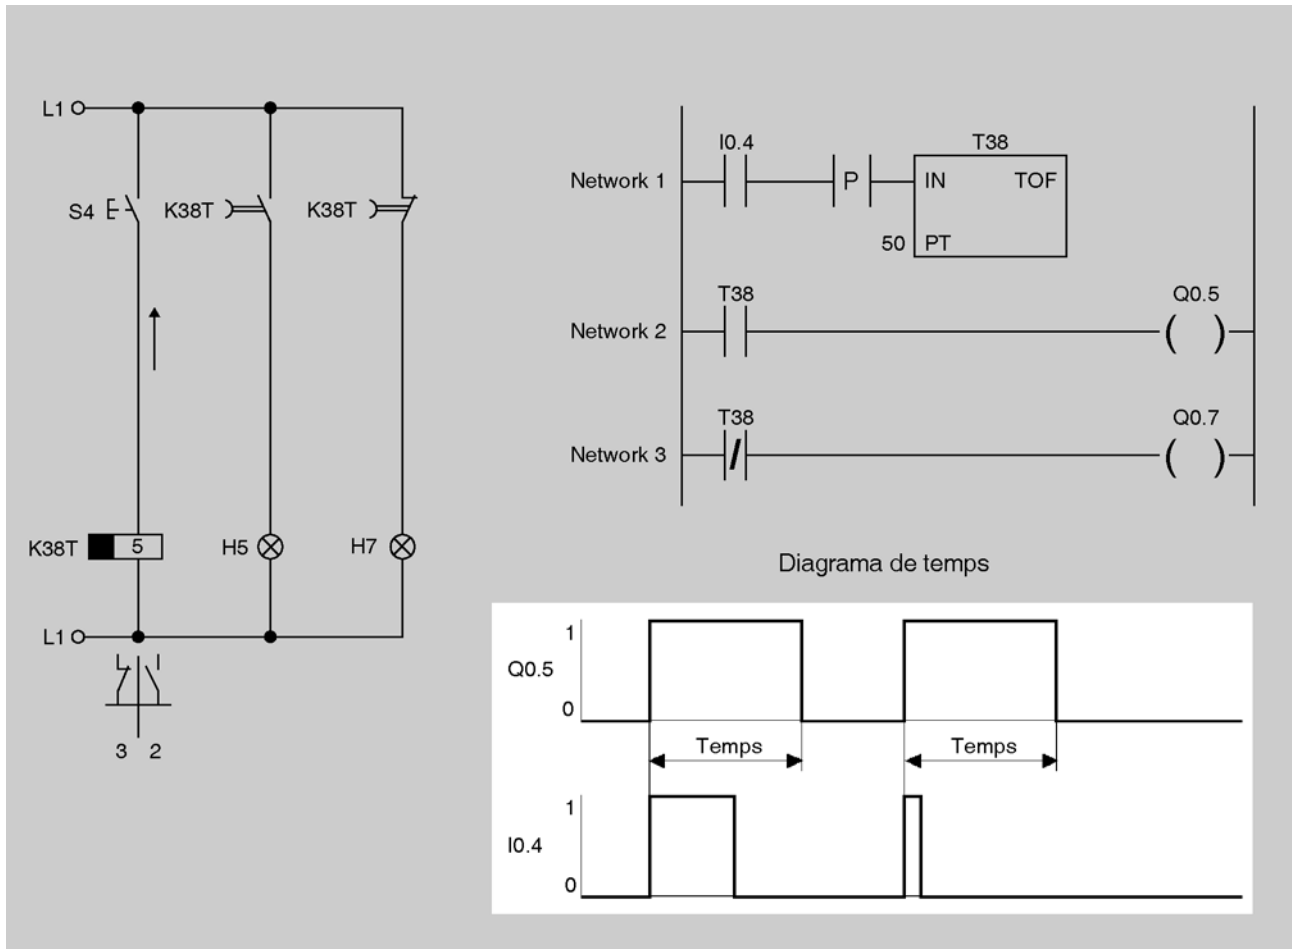 L1
S4
K38T
K38T
K38T
5
H5
H7
L1
3 2
I0.4
T38
Network 1
P
IN
TOF
50
PT
T38
Q0.5
Network 2
( )
T38
Q0.7
Network 3
/
( )
Diagrama de temps
1
Q0.5
0
Temps
Temps
1
I0.4
0